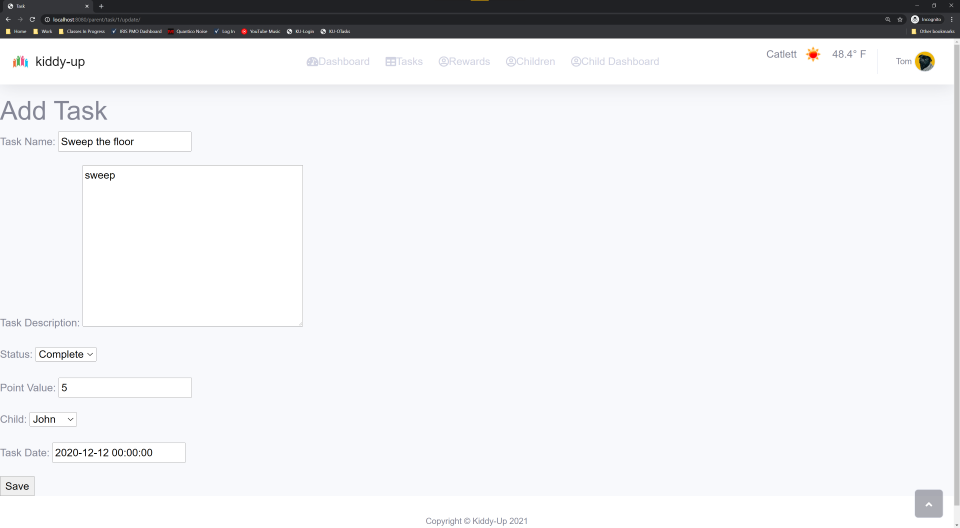 Task
localhost:8080/parent/task/1/update/
Incognito
Home Work Classes In Progress IRIS PMO Dashboard Quantico Noise Log In YouTube Music KU-Login KU-OTasks Other bookmarks
kiddy-up Dashboard Tasks Rewards Children Child Dashboard Catlett 48.4° F Tom
Add Task
Task Name: Sweep the floor
sweep
Task Description:
Status: Complete
Point Value: 5
Child: John
Task Date: 2020-12-12 00:00:00
Save
Copyright © Kiddy-Up 2021